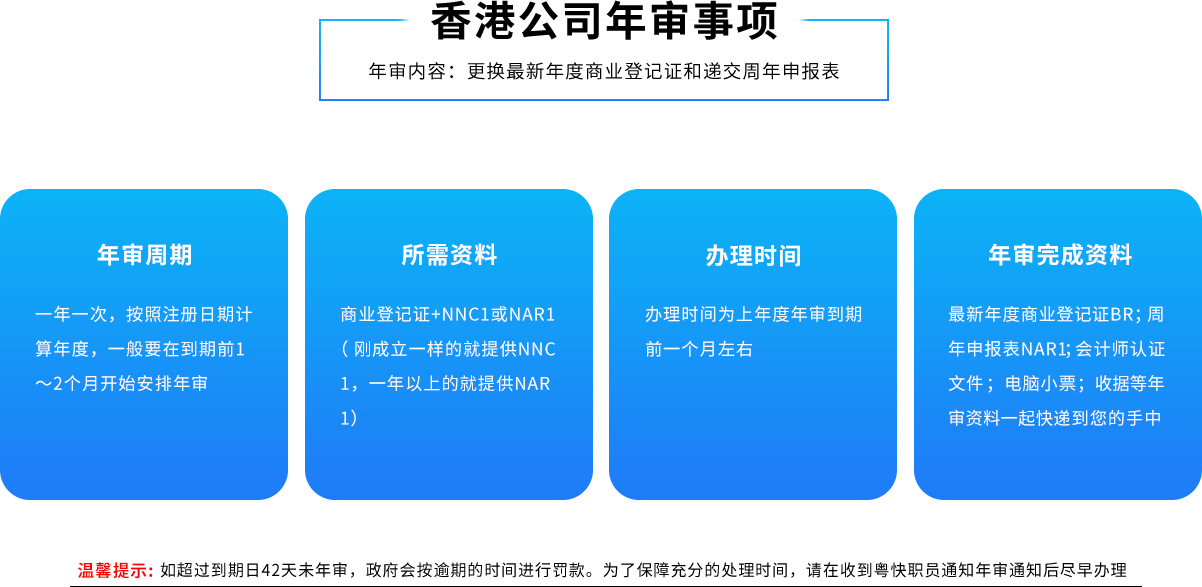 香港公司年审事项
年审内容：更换最新年度商业登记证和递交周年申报表
年审周期
一年一次，按照注册日期计
算年度，一般要在到期前1
～2个月开始安排年审
所需资料
商业登记证+NNC1或NAR1
（ 刚成立一样的就提供NNC
1，一年以上的就提供NAR
1）
办理时间
办理时间为上年度年审到期
前一个月左右
年审完成资料
最新年度商业登记证BR；周
年申报表NAR1；会计师认证
文件； 电脑小票；收据等年
审资料一起快递到您的手中
温馨提示: 如超过到期日42天未年审，政府会按逾期的时间进行罚款。为了保障充分的处理时间，请在收到粤快职员通知年审通知后尽早办理